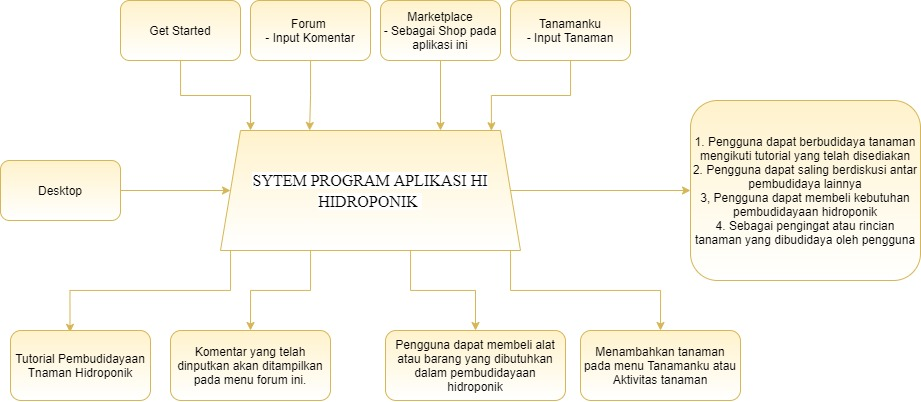 Get Started
Forum
- Input Komentar
Marketplace
- Sebagai Shop pada
aplikasi ini
Tanamanku
- Input Tanaman
Desktop
SYTEM PROGRAM APLIKASI HI
HIDROPONIK
1. Pengguna dapat berbudidaya tanaman
mengikuti tutorial yang telah disediakan
2. Pengguna dapat saling berdiskusi antar
pembudidaya lainnya
3, Pengguna dapat membeli kebutuhan
pembudidayaan hidroponik
4. Sebagai pengingat atau rincian
tanaman yang dibudidaya oleh pengguna
Tutorial Pembudidayaan
Tnaman Hidroponik
Komentar yang telah
dinputkan akan ditampilkan
pada menu forum ini.
Pengguna dapat membeli alat
atau barang yang dibutuhkan
dalam pembudidayaan
hidroponik
Menambahkan tanaman
pada menu Tanamanku atau
Aktivitas tanaman